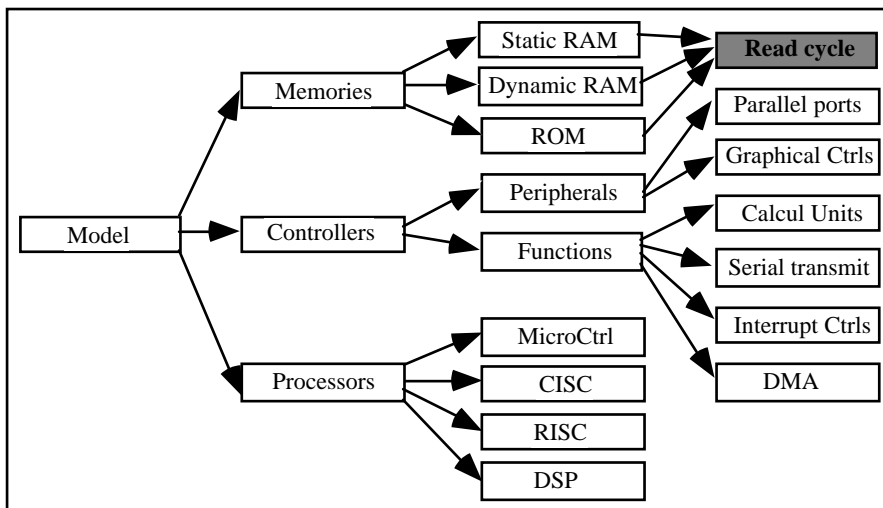 Model
Memories
Controllers
Processors
Static RAM
Dynamic RAM
ROM
Peripherals
Functions
MicroCtrl
CISC
RISC
DSP
Read cycle
Parallel ports
Graphical Ctrls
Calcul Units
Serial transmit
Interrupt Ctrls
DMA